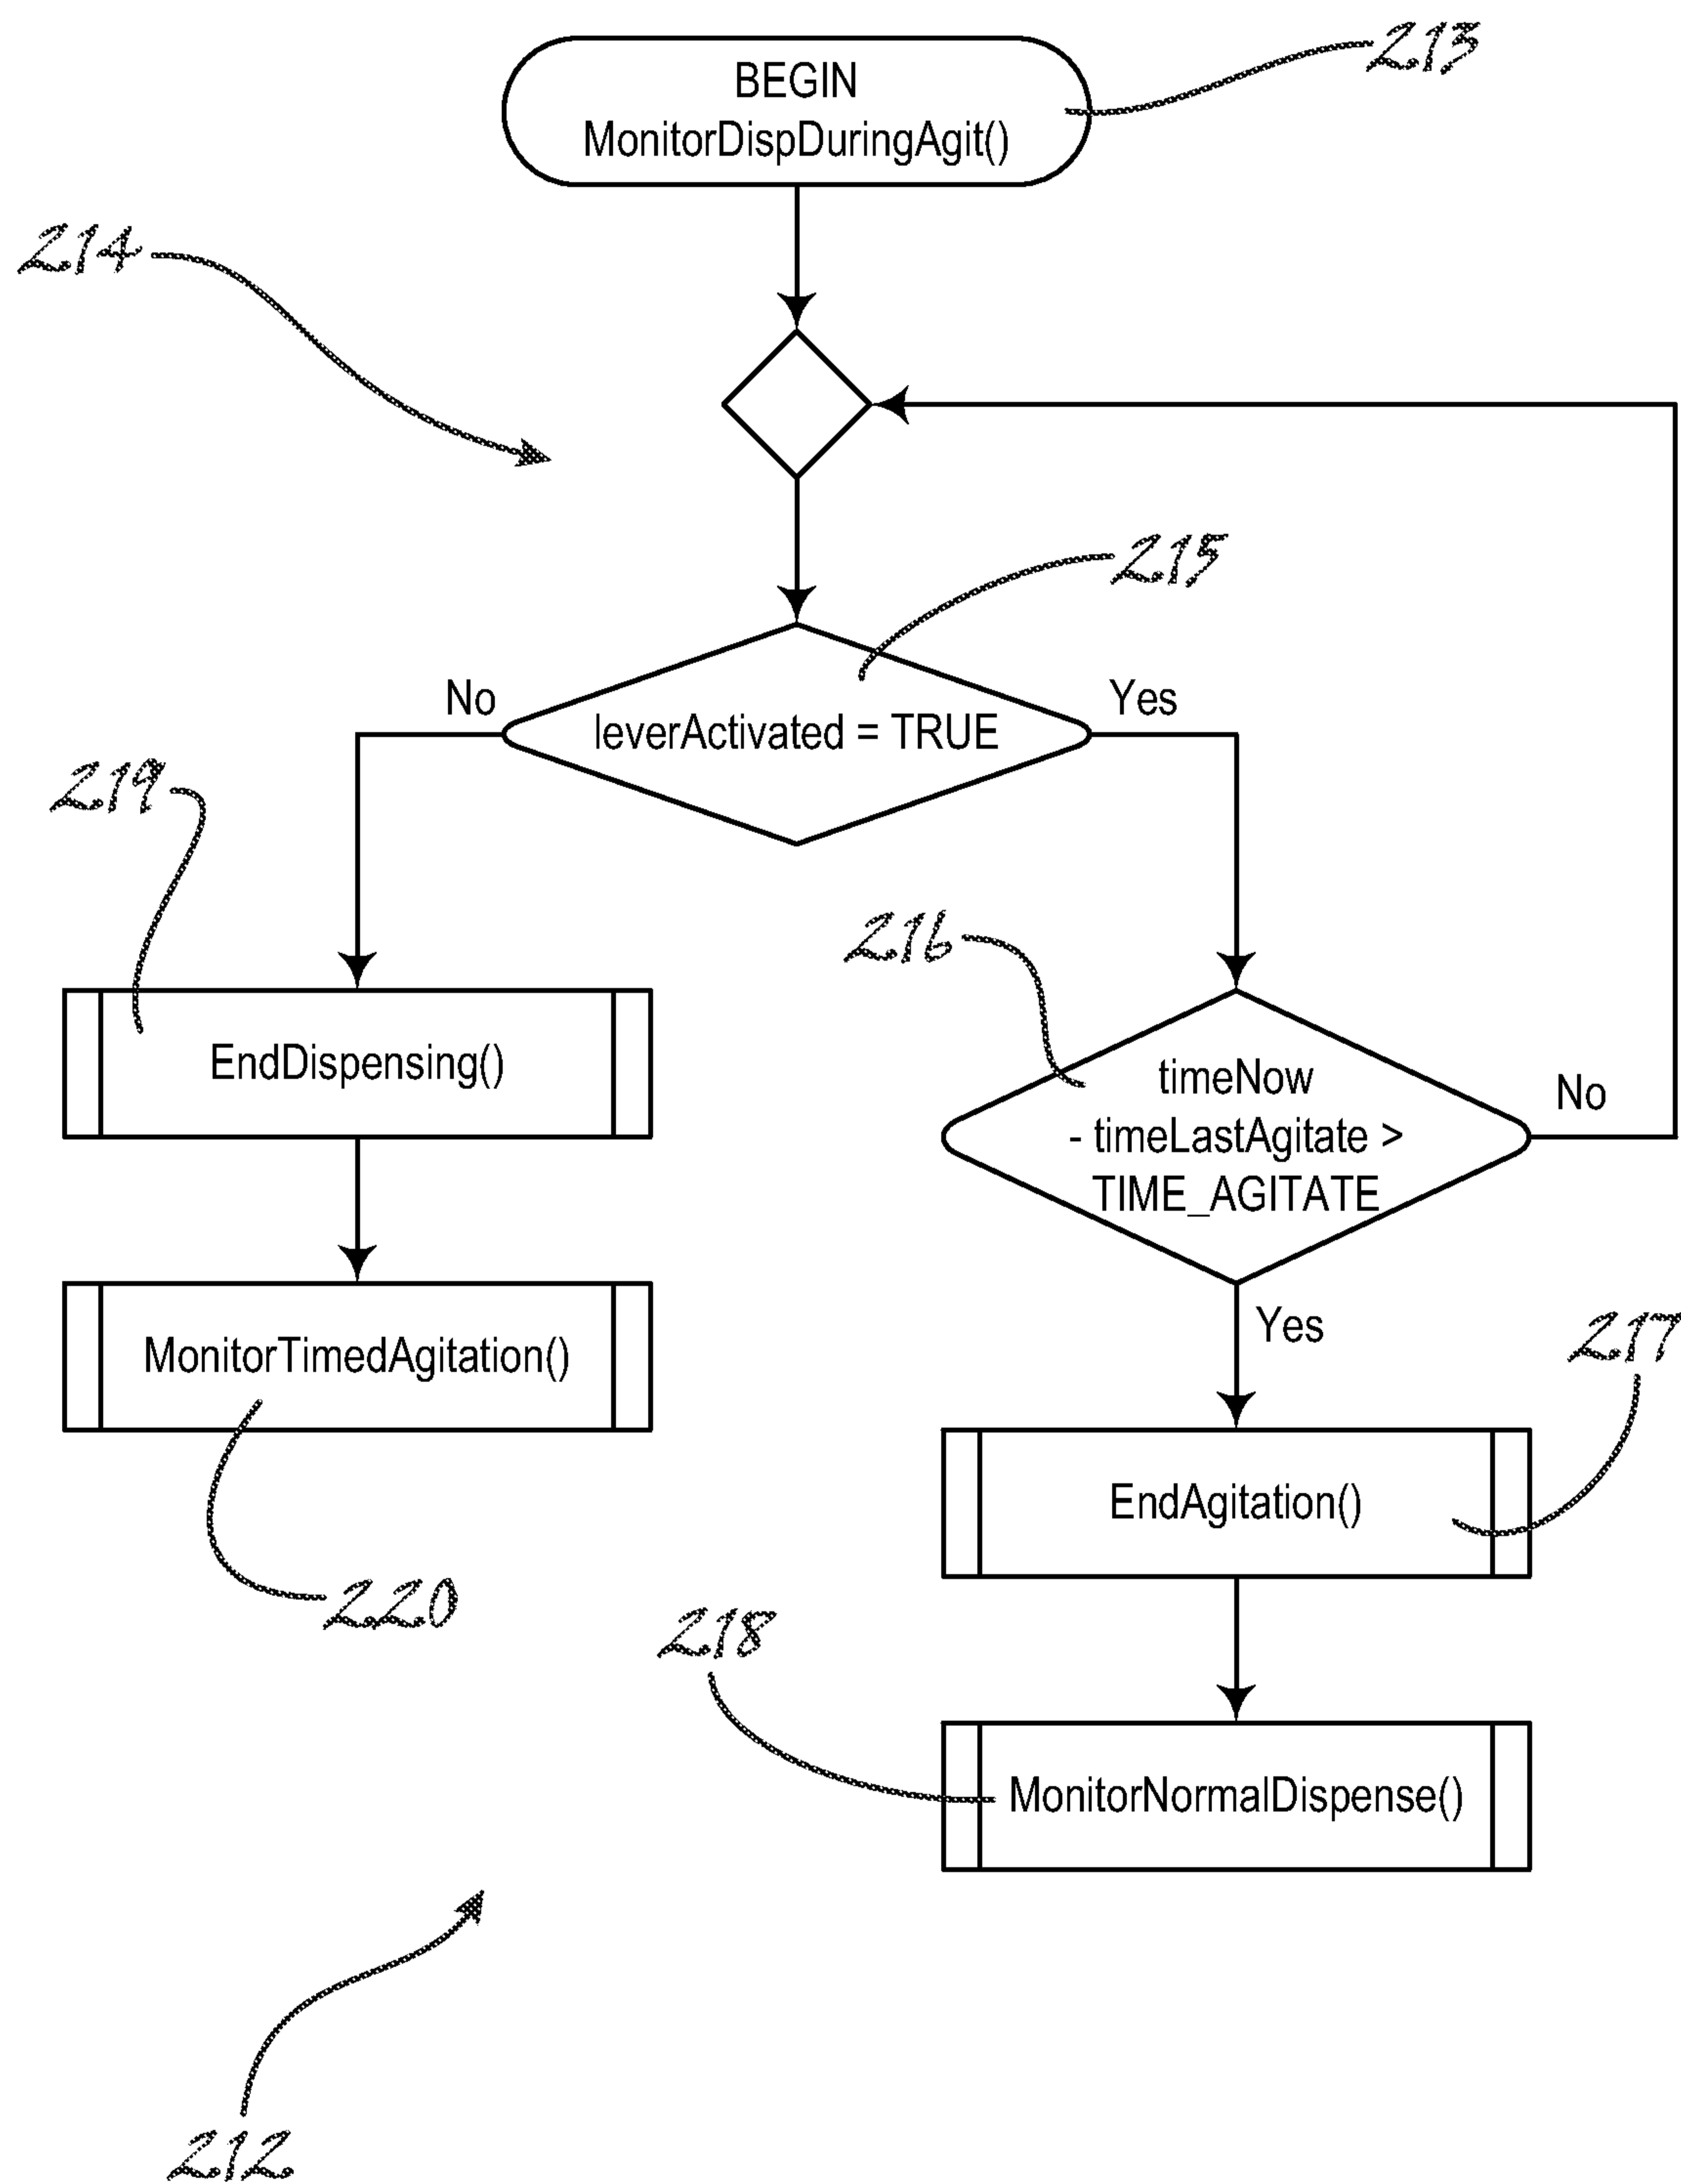 213
BEGIN
MonitorDispDuringAgit()
214
215
No
Yes
leverActivated = TRUE
219
216
EndDispensing()
timeNow
- timeLastAgitate >
TIME_AGITATE
No
MonitorTimedAgitation()
Yes
217
EndAgitation()
220
218
MonitorNormalDispense()
212